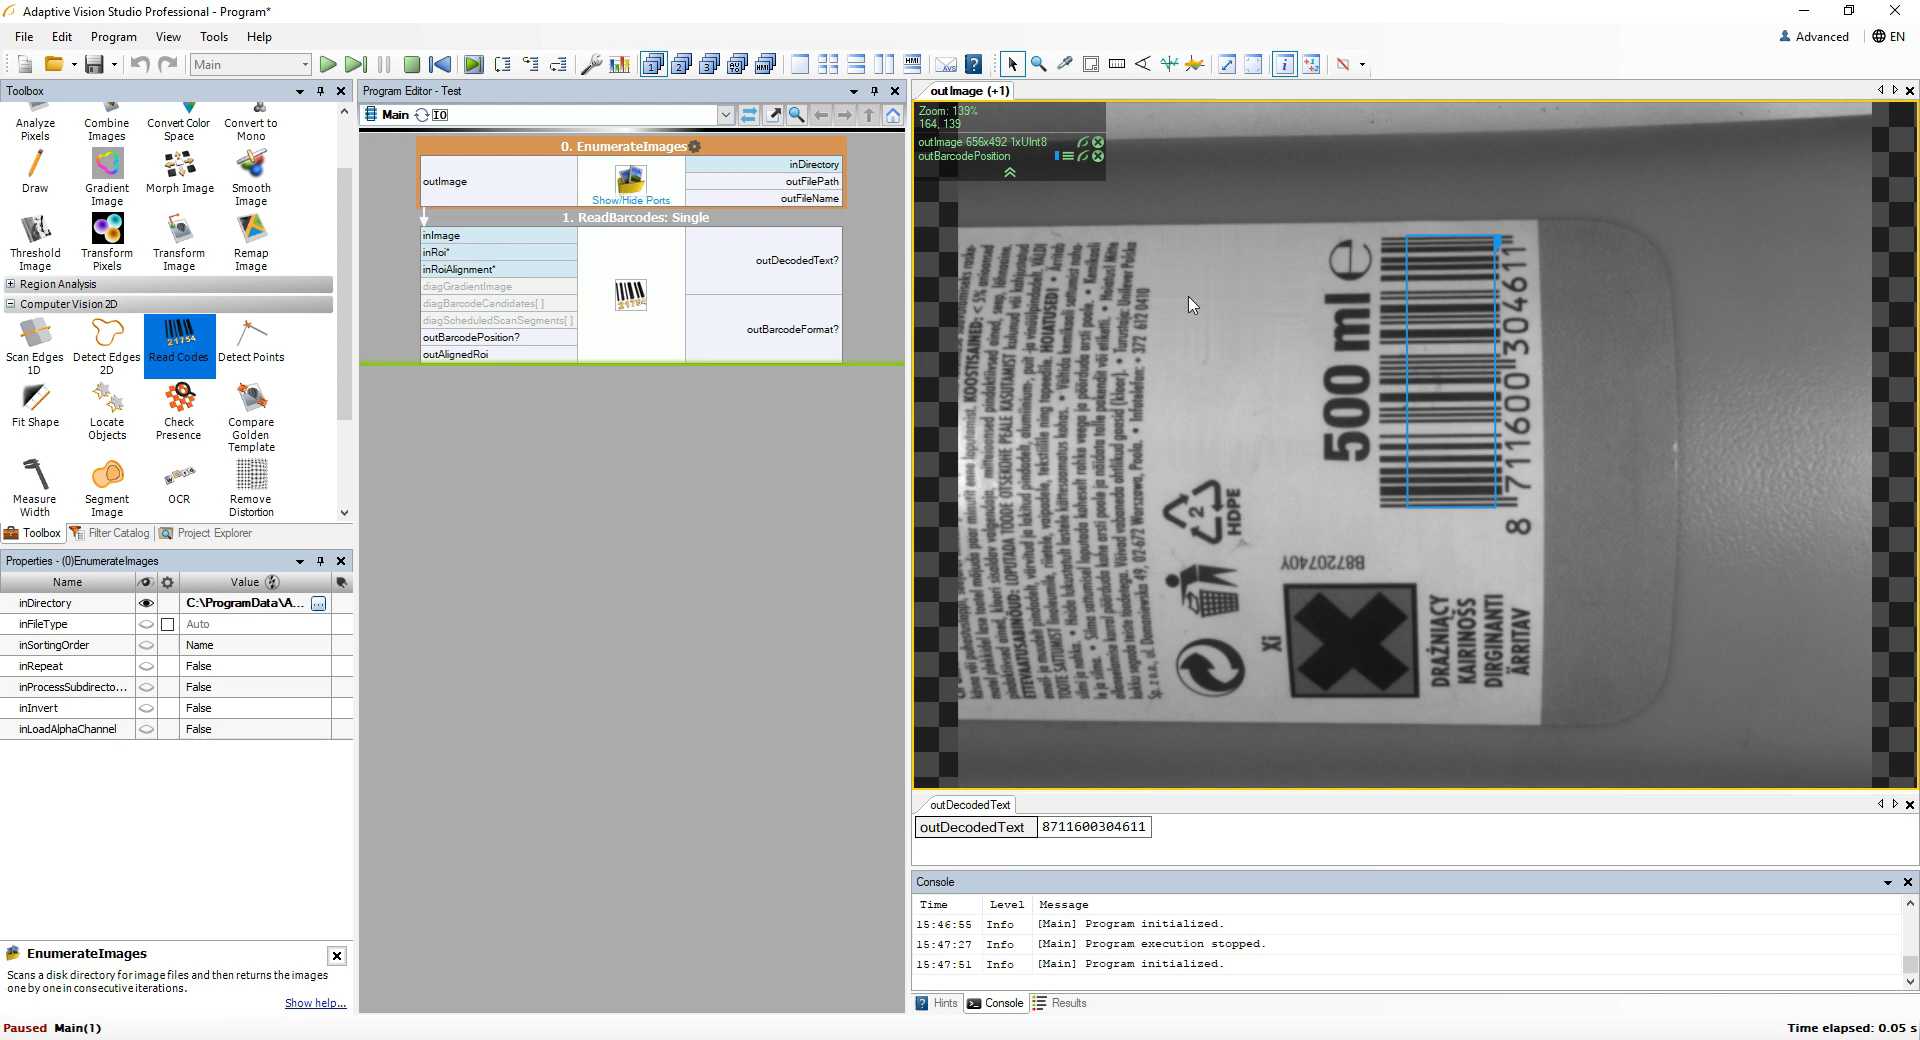 Adaptive Vision Studio Professional - Program*
File Edit Program View Tools Help
Advanced EN
Main
Toolbox
Analyze Pixels
Combine Images
Convert Color Space
Convert to Mono
Draw
Gradient Image
Morph Image
Smooth Image
Threshold Image
Transform Pixels
Transform Image
Remap Image
Region Analysis
Computer Vision 2D
Scan Edges 1D
Detect Edges 2D
Read Codes
Detect Points
Fit Shape
Locate Objects
Check Presence
Compare Golden Template
Measure Width
Segment Image
OCR
Remove Distortion
Toolbox Filter Catalog Project Explorer
Properties - (0)EnumerateImages
Name Value
inDirectory C:\ProgramData\A... ...
inFileType Auto
inSortingOrder Name
inRepeat False
inProcessSubdirecto... False
inInvert False
inLoadAlphaChannel False
EnumerateImages
Scans a disk directory for image files and then returns the images
one by one in consecutive iterations.
Show help...
Paused Main(1)
Program Editor - Test
Main IO
0. EnumerateImages
outImage
Show/Hide Ports
inDirectory
outFilePath
outFileName
1. ReadBarcodes: Single
inImage
inRoi*
inRoiAlignment*
diagGradientImage
diagBarcodeCandidates[ ]
diagScheduledScanSegments[ ]
outBarcodePosition?
outAlignedRoi
outDecodedText?
outBarcodeFormat?
outImage (+1)
Zoom: 139%
164, 139
outImage 656x492 1xUInt8
outBarcodePosition
500 ml e
8 711600 304611
2
HDPE
B872074OY
Xi
DRAŻNIĄCY
KAIRINOŠS
DIRGINANTI
ÄRRITAV
outDecodedText
outDecodedText 8711600304611
Console
Time Level Message
15:46:55 Info [Main] Program initialized.
15:47:27 Info [Main] Program execution stopped.
15:47:51 Info [Main] Program initialized.
Hints Console Results
Time elapsed: 0.05 s